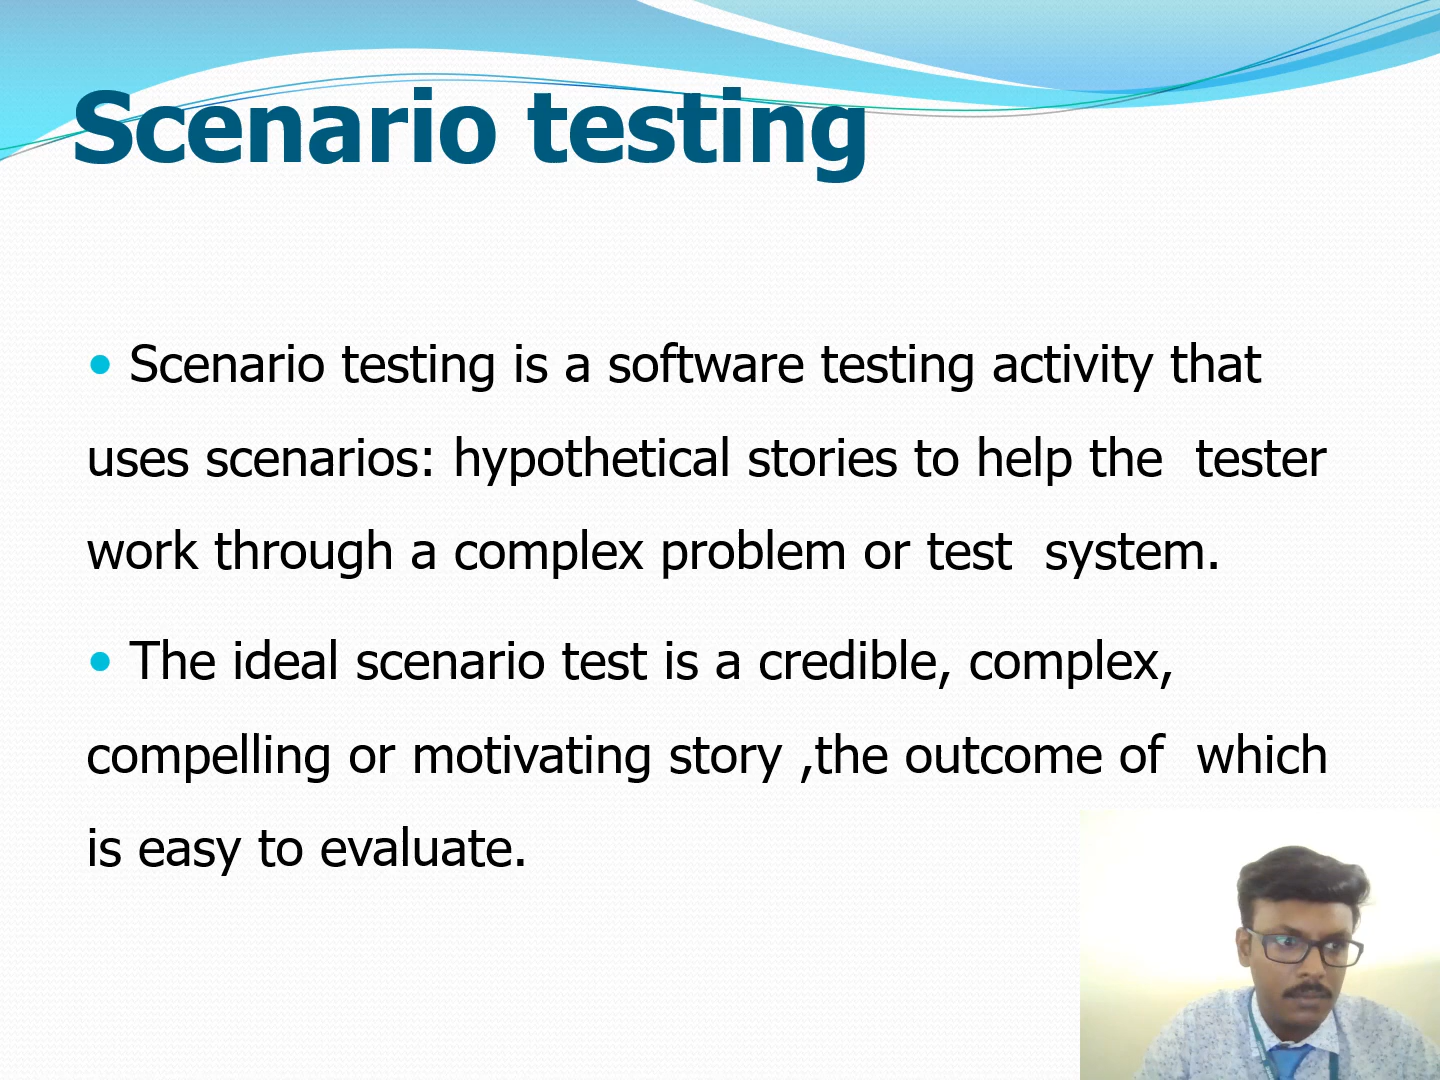 Scenario testing
• Scenario testing is a software testing activity that
uses scenarios: hypothetical stories to help the  tester
work through a complex problem or test  system.
• The ideal scenario test is a credible, complex,
compelling or motivating story ,the outcome of  which
is easy to evaluate.